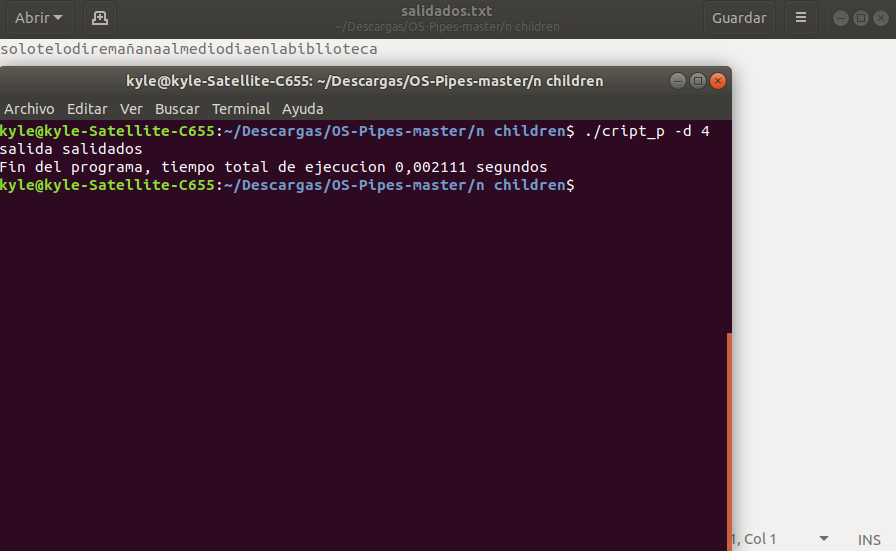 Abrir
salidados.txt
~/Descargas/OS-Pipes-master/n children
Guardar
solotelodiremañanaalmediodiaenlabiblioteca
kyle@kyle-Satellite-C655: ~/Descargas/OS-Pipes-master/n children
Archivo Editar Ver Buscar Terminal Ayuda
kyle@kyle-Satellite-C655:~/Descargas/OS-Pipes-master/n children$ ./cript_p -d 4
salida salidados
Fin del programa, tiempo total de ejecucion 0,002111 segundos
kyle@kyle-Satellite-C655:~/Descargas/OS-Pipes-master/n children$
1, Col 1 INS